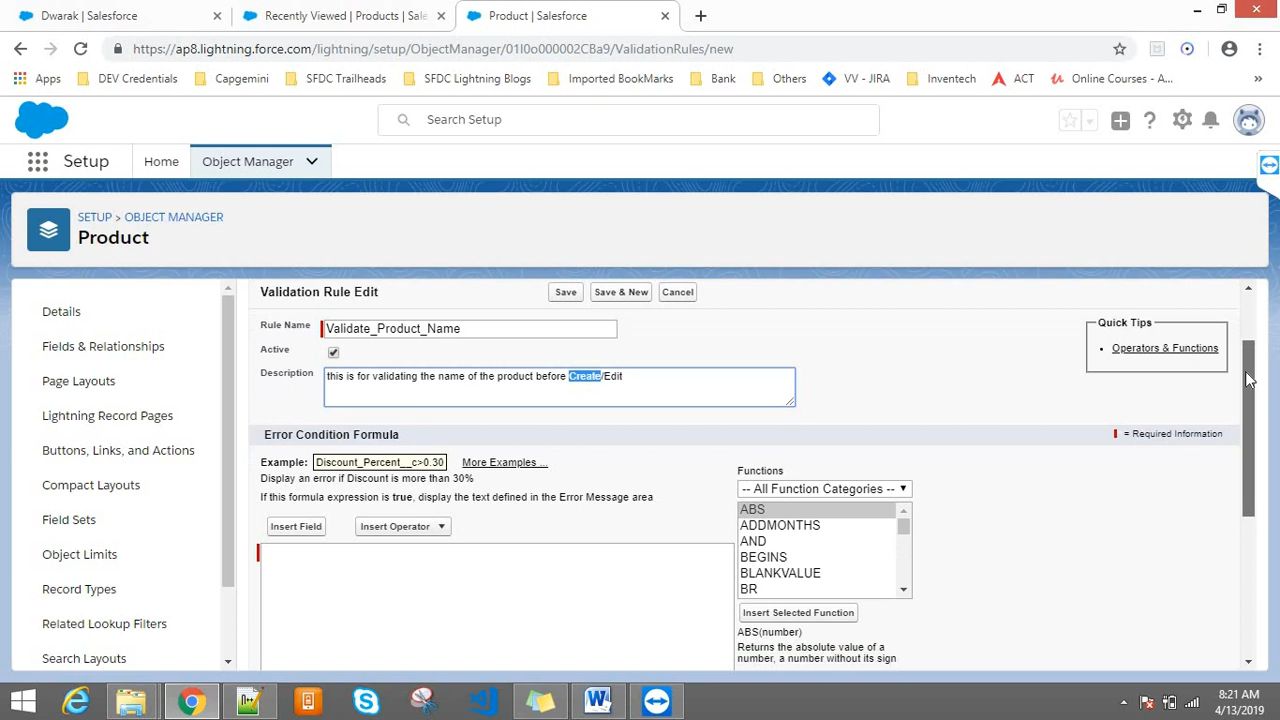 Dwarak | Salesforce
Recently Viewed | Products | Sale
Product | Salesforce
https://ap8.lightning.force.com/lightning/setup/ObjectManager/01I0o000002CBa9/ValidationRules/new
Apps
DEV Credentials
Capgemini
SFDC Trailheads
SFDC Lightning Blogs
Imported BookMarks
Bank
Others
VV - JIRA
Inventech
ACT
Online Courses - A...
Search Setup
Setup
Home
Object Manager
SETUP > OBJECT MANAGER
Product
Details
Fields & Relationships
Page Layouts
Lightning Record Pages
Buttons, Links, and Actions
Compact Layouts
Field Sets
Object Limits
Record Types
Related Lookup Filters
Search Layouts
Validation Rule Edit
Save
Save & New
Cancel
Rule Name
Validate_Product_Name
Active
Description
this is for validating the name of the product before Create/Edit
Quick Tips
• Operators & Functions
Error Condition Formula
= Required Information
Example:
Discount_Percent__c>0.30
More Examples ...
Display an error if Discount is more than 30%
If this formula expression is true, display the text defined in the Error Message area
Insert Field
Insert Operator
Functions
-- All Function Categories --
ABS
ADDMONTHS
AND
BEGINS
BLANKVALUE
BR
Insert Selected Function
ABS(number)
Returns the absolute value of a
number, a number without its sign
8:21 AM
4/13/2019